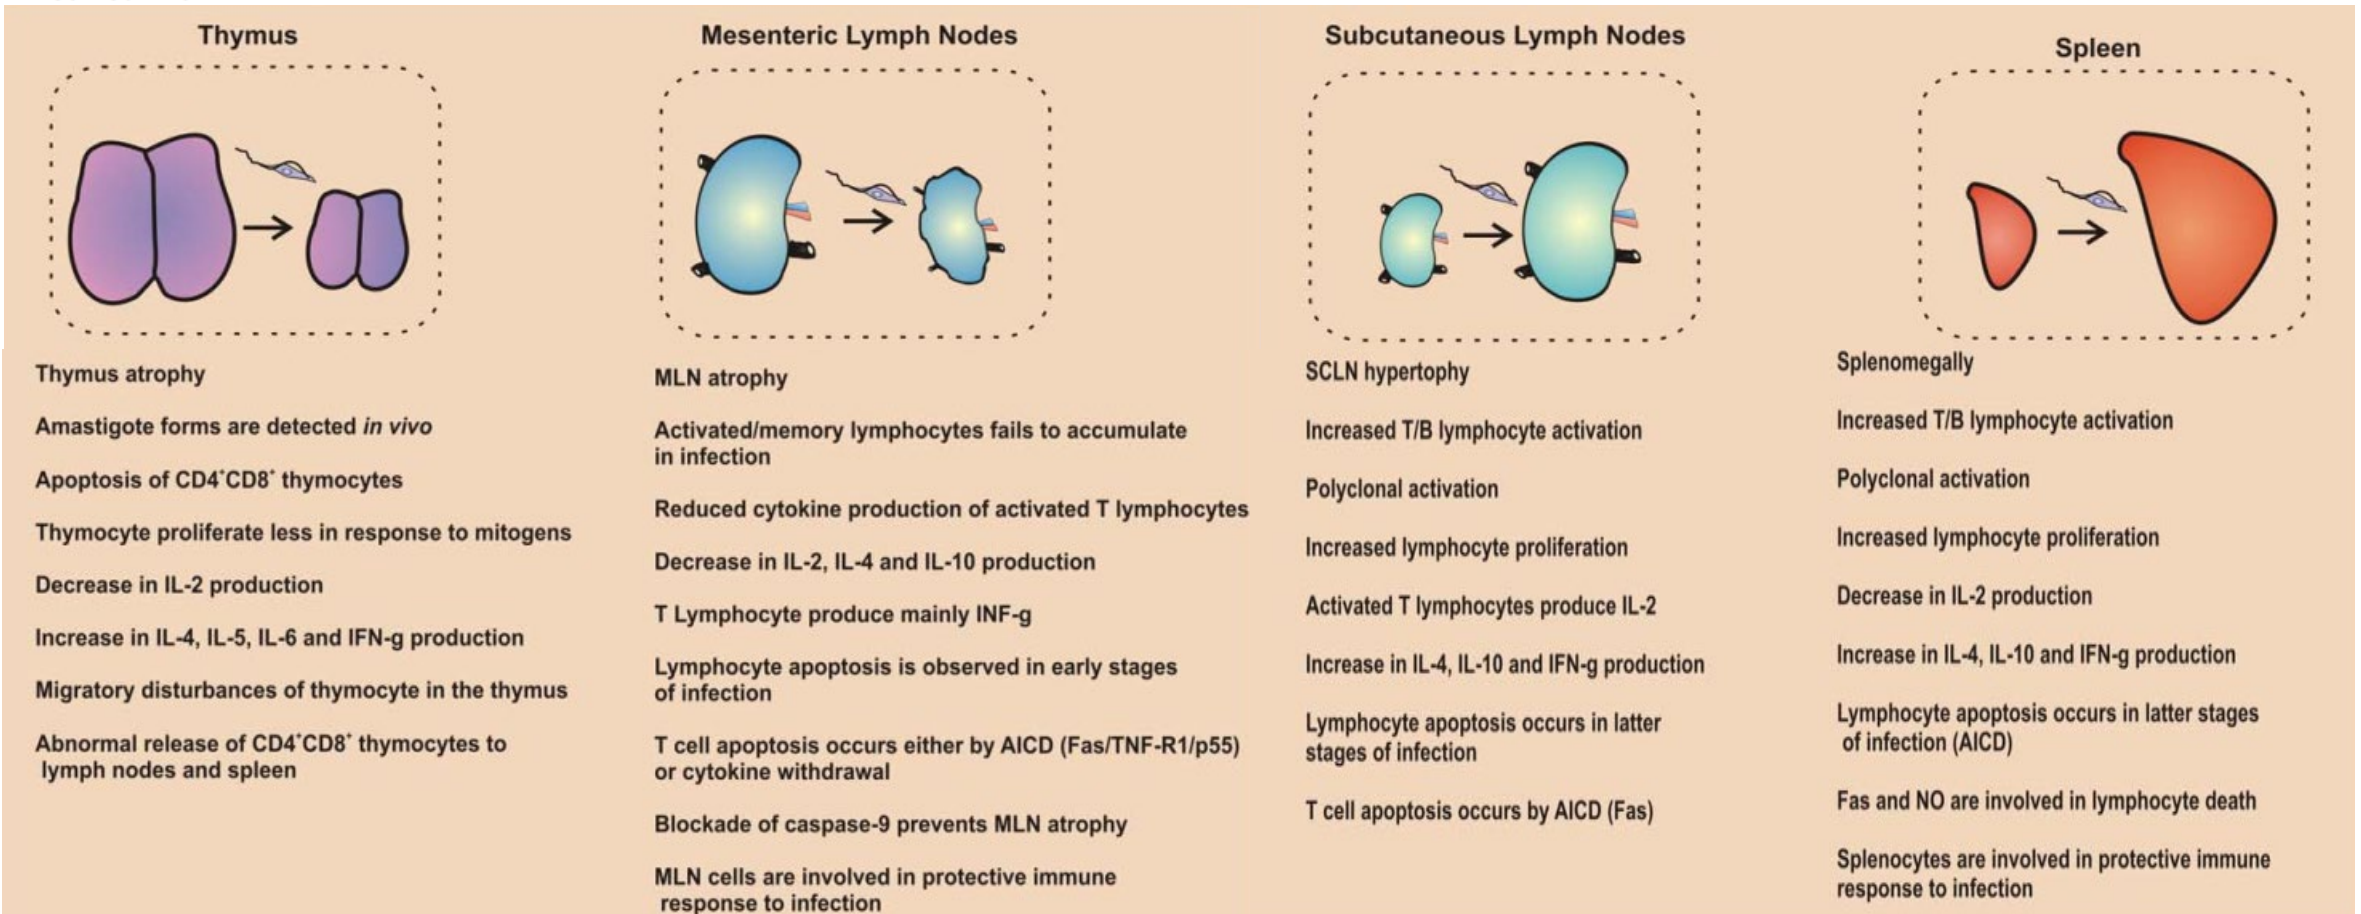 Thymus
Thymus atrophy
Amastigote forms are detected in vivo
Apoptosis of CD4+CD8+ thymocytes
Thymocyte proliferate less in response to mitogens
Decrease in IL-2 production
Increase in IL-4, IL-5, IL-6 and IFN-g production
Migratory disturbances of thymocyte in the thymus
Abnormal release of CD4+CD8+ thymocytes to
lymph nodes and spleen
Mesenteric Lymph Nodes
MLN atrophy
Activated/memory lymphocytes fails to accumulate
in infection
Reduced cytokine production of activated T lymphocytes
Decrease in IL-2, IL-4 and IL-10 production
T Lymphocyte produce mainly INF-g
Lymphocyte apoptosis is observed in early stages
of infection
T cell apoptosis occurs either by AICD (Fas/TNF-R1/p55)
or cytokine withdrawal
Blockade of caspase-9 prevents MLN atrophy
MLN cells are involved in protective immune
response to infection
Subcutaneous Lymph Nodes
SCLN hypertophy
Increased T/B lymphocyte activation
Polyclonal activation
Increased lymphocyte proliferation
Activated T lymphocytes produce IL-2
Increase in IL-4, IL-10 and IFN-g production
Lymphocyte apoptosis occurs in latter
stages of infection
T cell apoptosis occurs by AICD (Fas)
Spleen
Splenomegally
Increased T/B lymphocyte activation
Polyclonal activation
Increased lymphocyte proliferation
Decrease in IL-2 production
Increase in IL-4, IL-10 and IFN-g production
Lymphocyte apoptosis occurs in latter stages
of infection (AICD)
Fas and NO are involved in lymphocyte death
Splenocytes are involved in protective immune
response to infection